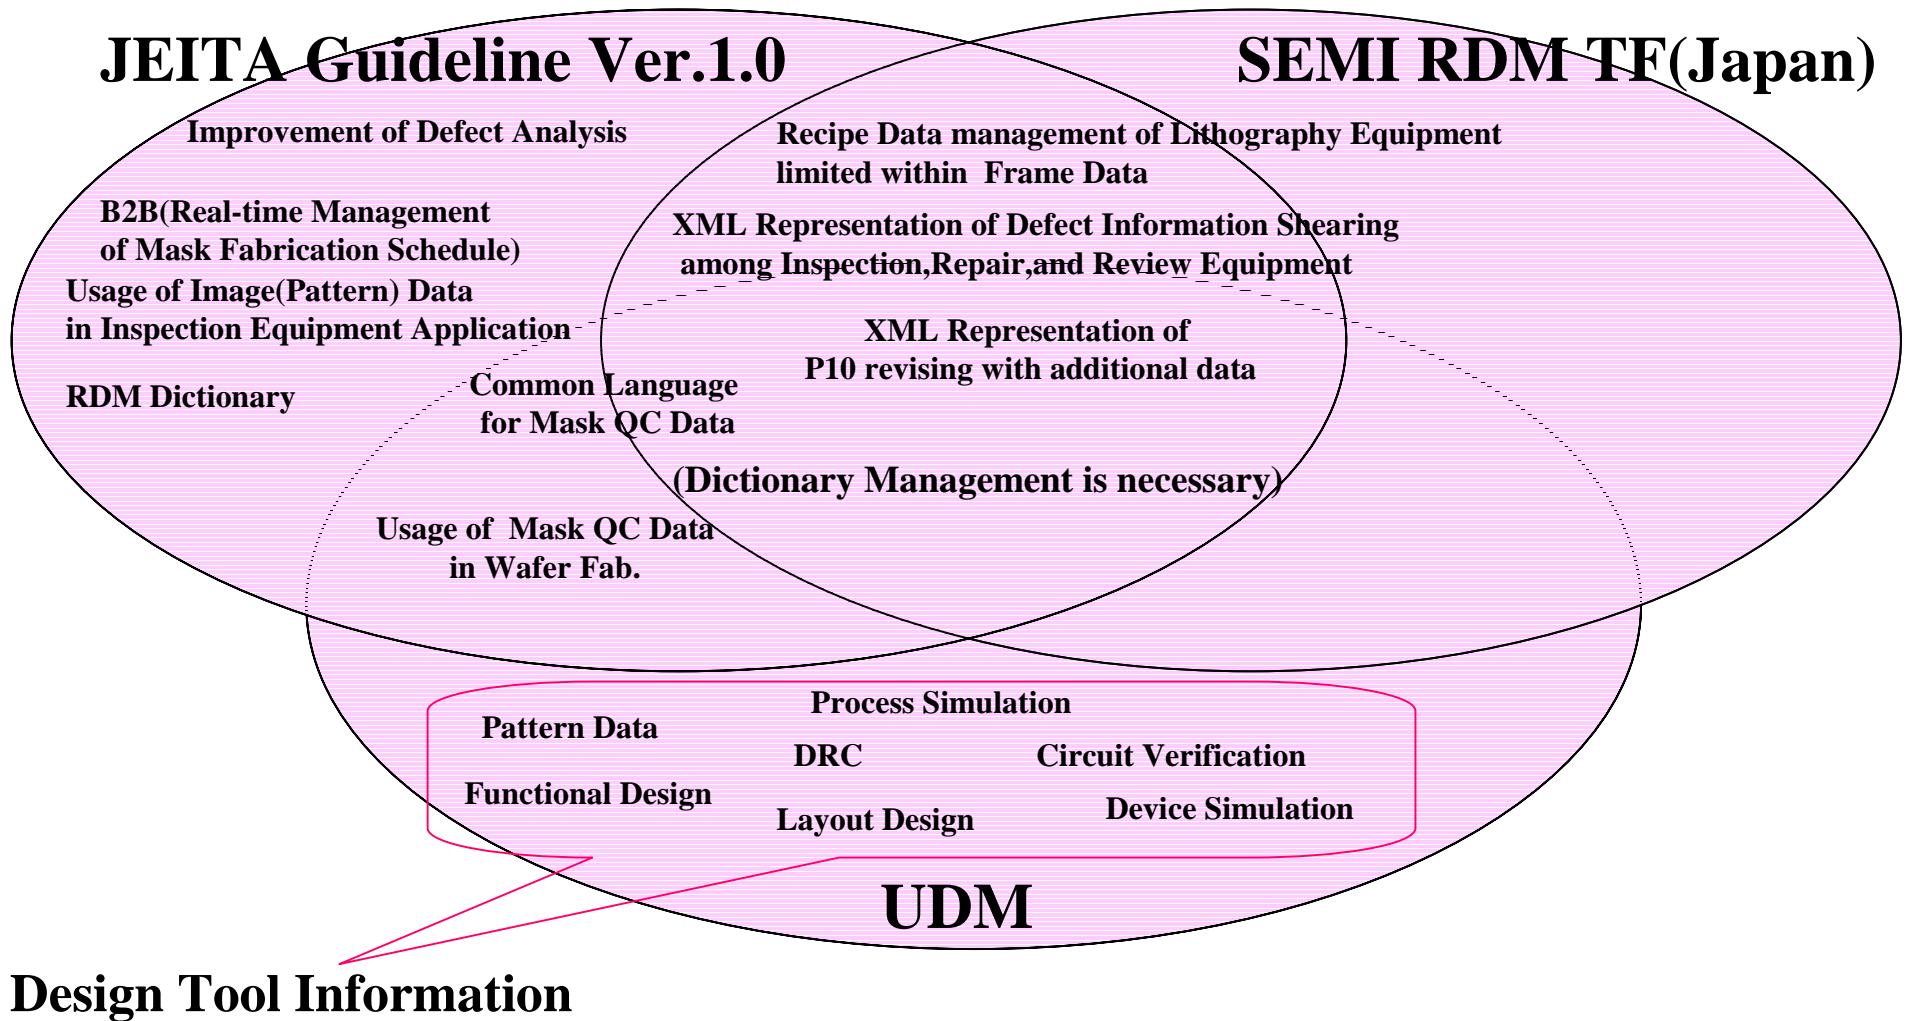 JEITA Guideline Ver.1.0
SEMI RDM TF(Japan)
Improvement of Defect Analysis
B2B(Real-time Management
of Mask Fabrication Schedule)
Usage of Image(Pattern) Data
in Inspection Equipment Application
RDM Dictionary
Recipe Data management of Lithography Equipment
limited within Frame Data
XML Representation of Defect Information Shearing
among Inspection,Repair,and Review Equipment
XML Representation of
P10 revising with additional data
Common Language
for Mask QC Data
(Dictionary Management is necessary)
Usage of Mask QC Data
in Wafer Fab.
Process Simulation
Pattern Data
DRC
Circuit Verification
Functional Design
Layout Design
Device Simulation
UDM
Design Tool Information